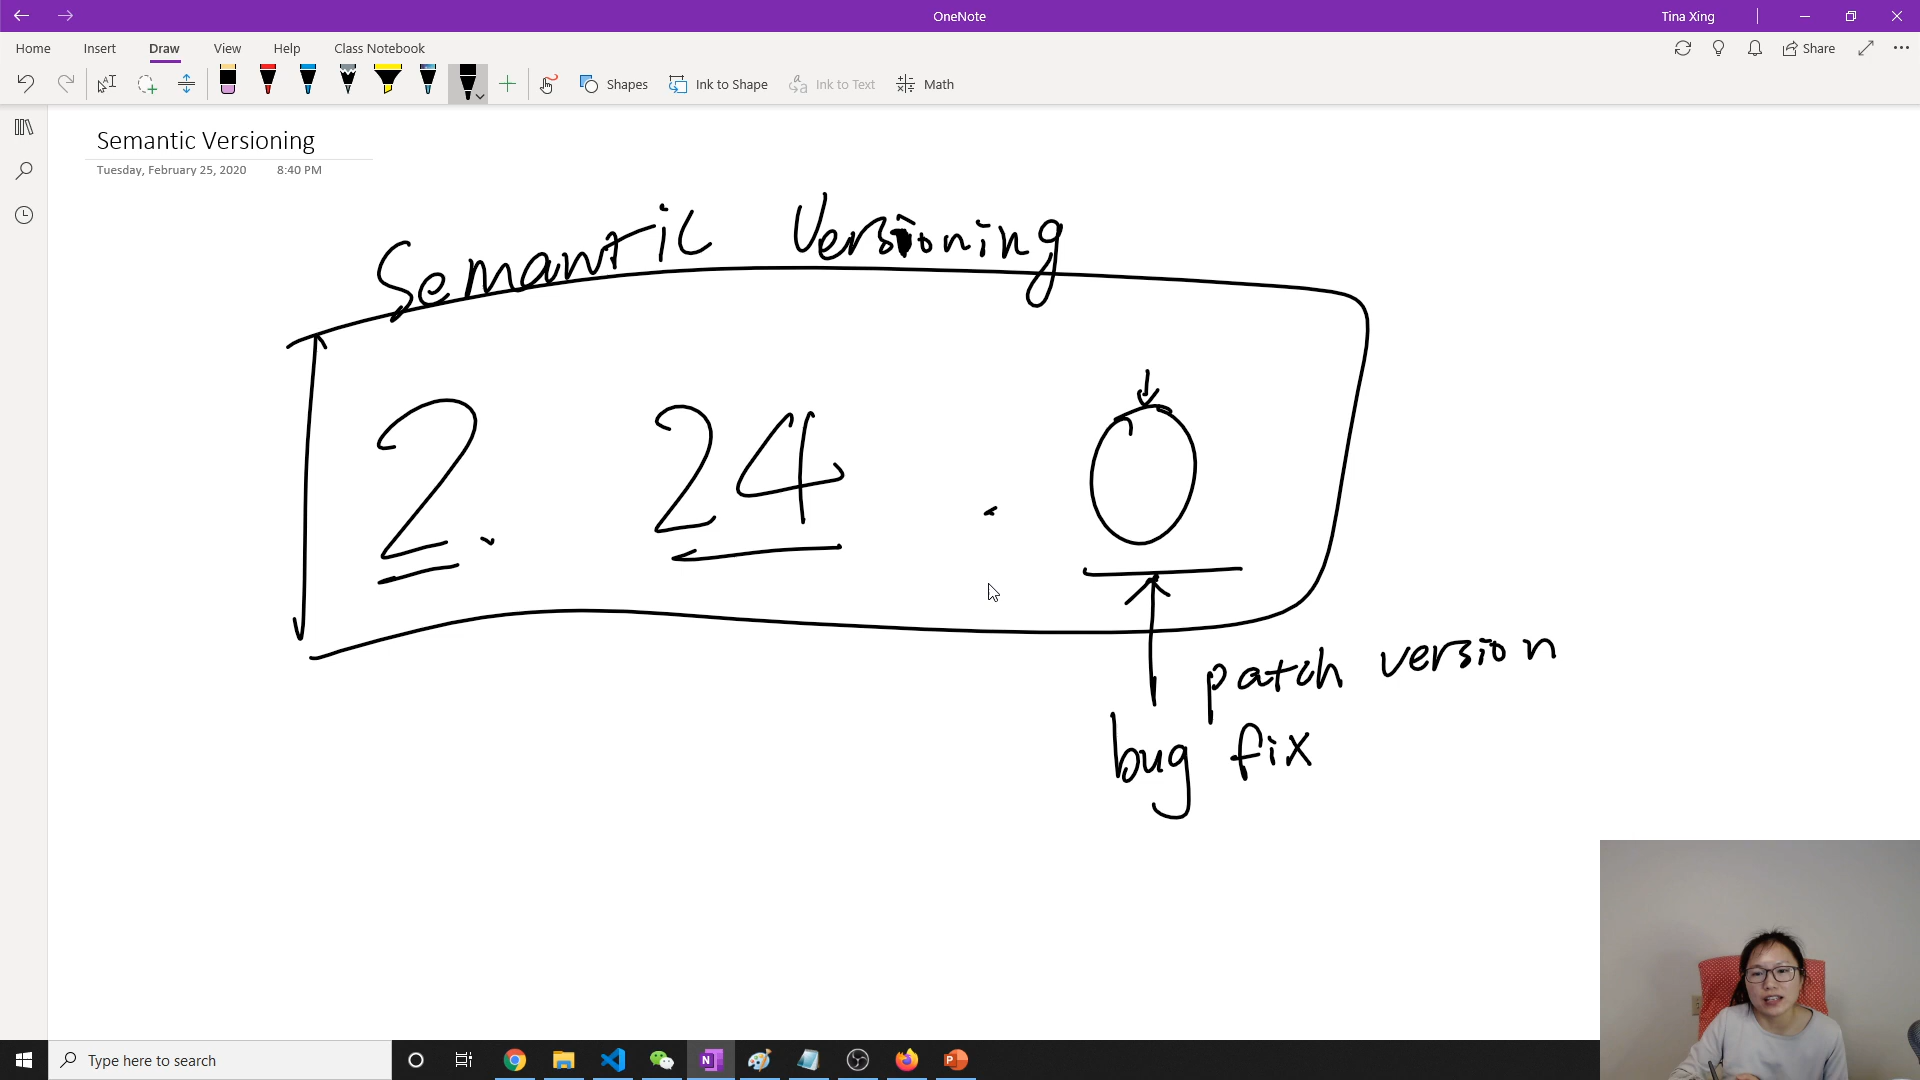 OneNote
Tina Xing
Home Insert Draw View Help Class Notebook
Share
Shapes Ink to Shape Ink to Text Math
Semantic Versioning
Tuesday, February 25, 2020 8:40 PM
Semantic Versioning
2. 24 . 0
patch version
bug fix
Type here to search